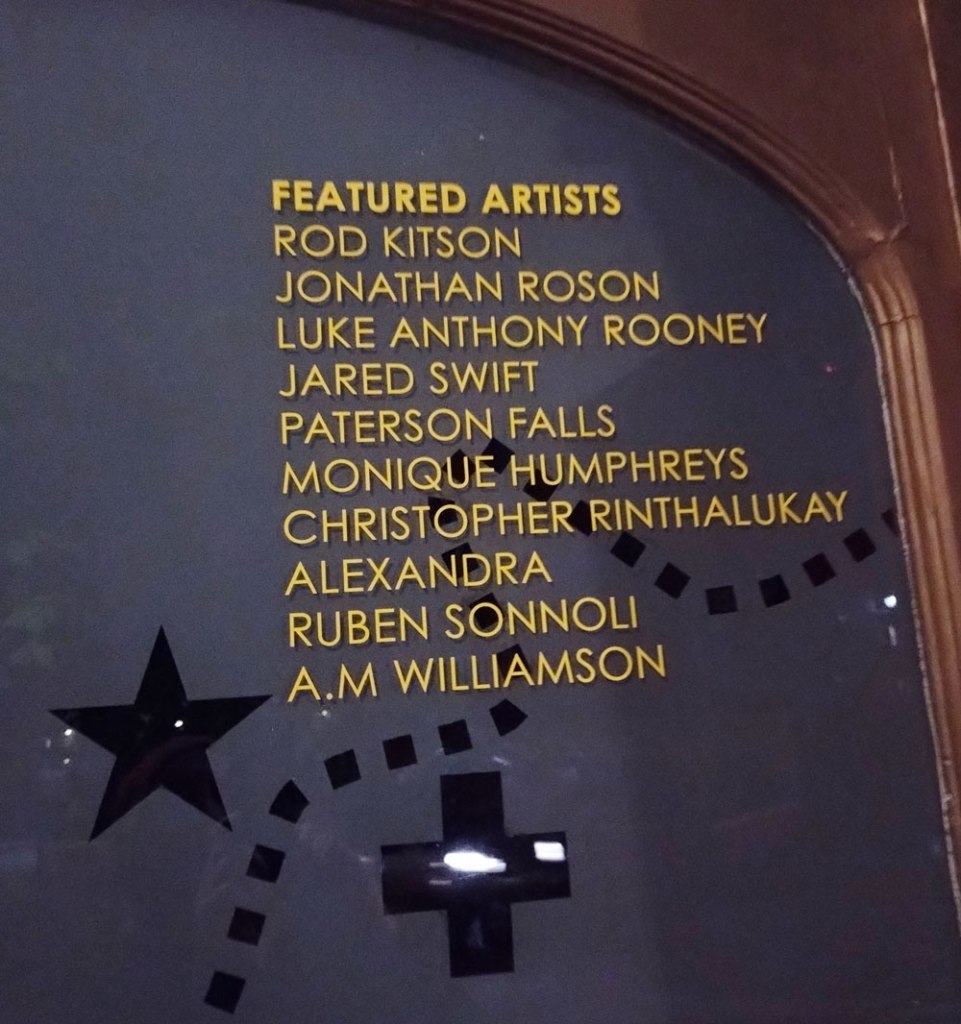 FEATURED ARTISTS
ROD KITSON
JONATHAN ROSON
LUKE ANTHONY ROONEY
JARED SWIFT
PATERSON FALLS
MONIQUE HUMPHREYS
CHRISTOPHER RINTHALUKAY
ALEXANDRA
RUBEN SONNOLI
A.M WILLIAMSON